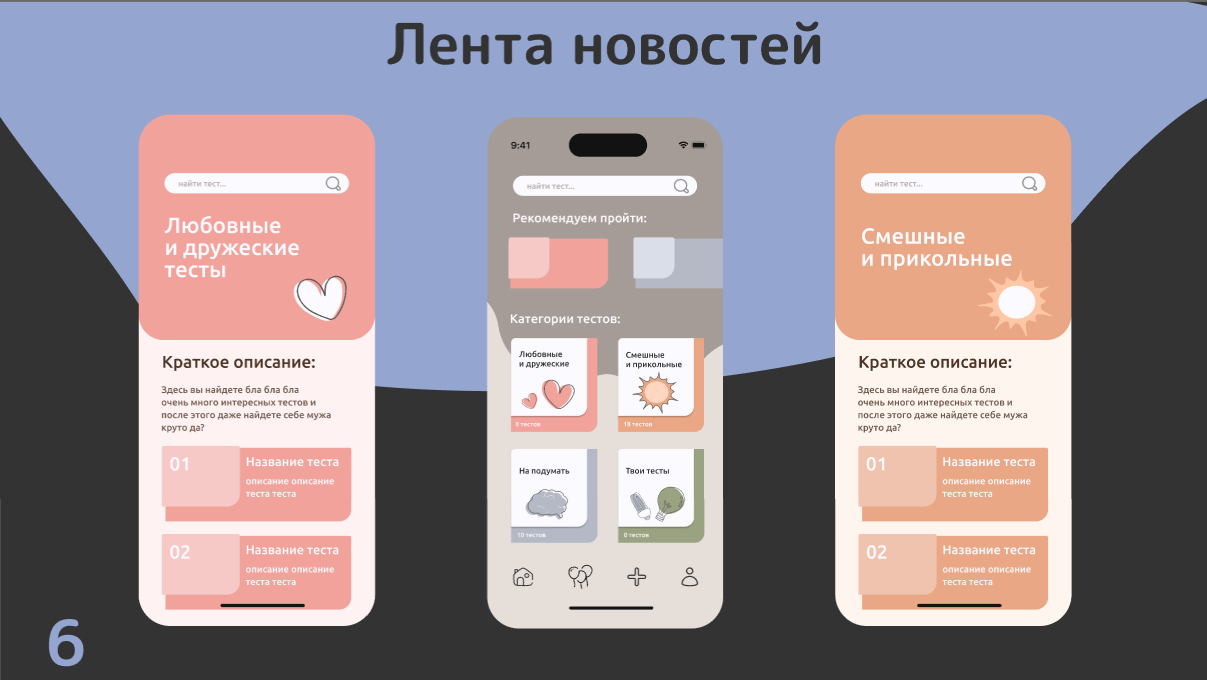 Лента новостей
найти тест...
Любовные
и дружеские
тесты
Краткое описание:
Здесь вы найдете бла бла бла
очень много интересных тестов и
после этого даже найдете себе мужа
круто да?
01
Название теста
описание описание
теста теста
02
Название теста
описание описание
теста теста
9:41
найти тест...
Рекомендуем пройти:
Категории тестов:
Любовные
и дружеские
8 тестов
Смешные
и прикольные
18 тестов
На подумать
10 тестов
Твои тесты
0 тестов
найти тест...
Смешные
и прикольные
Краткое описание:
Здесь вы найдете бла бла бла
очень много интересных тестов и
после этого даже найдете себе мужа
круто да?
01
Название теста
описание описание
теста теста
02
Название теста
описание описание
теста теста
6